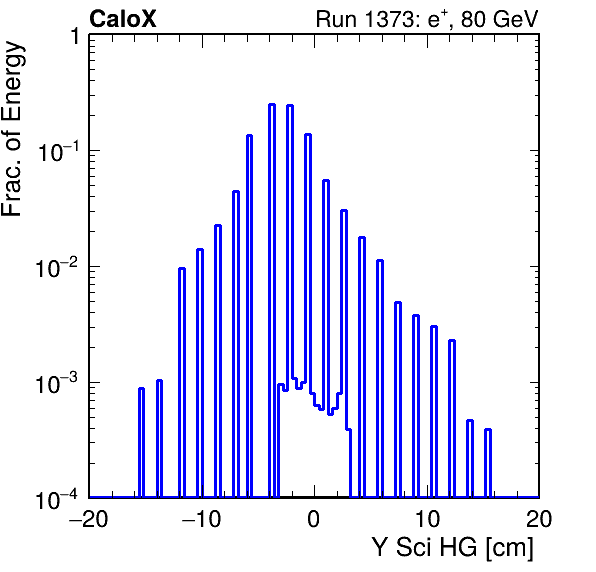 CaloX Run 1373: e⁺, 80 GeV
Frac. of Energy
1
10⁻¹
10⁻²
10⁻³
10⁻⁴
−20 −10 0 10 20
Y Sci HG [cm]